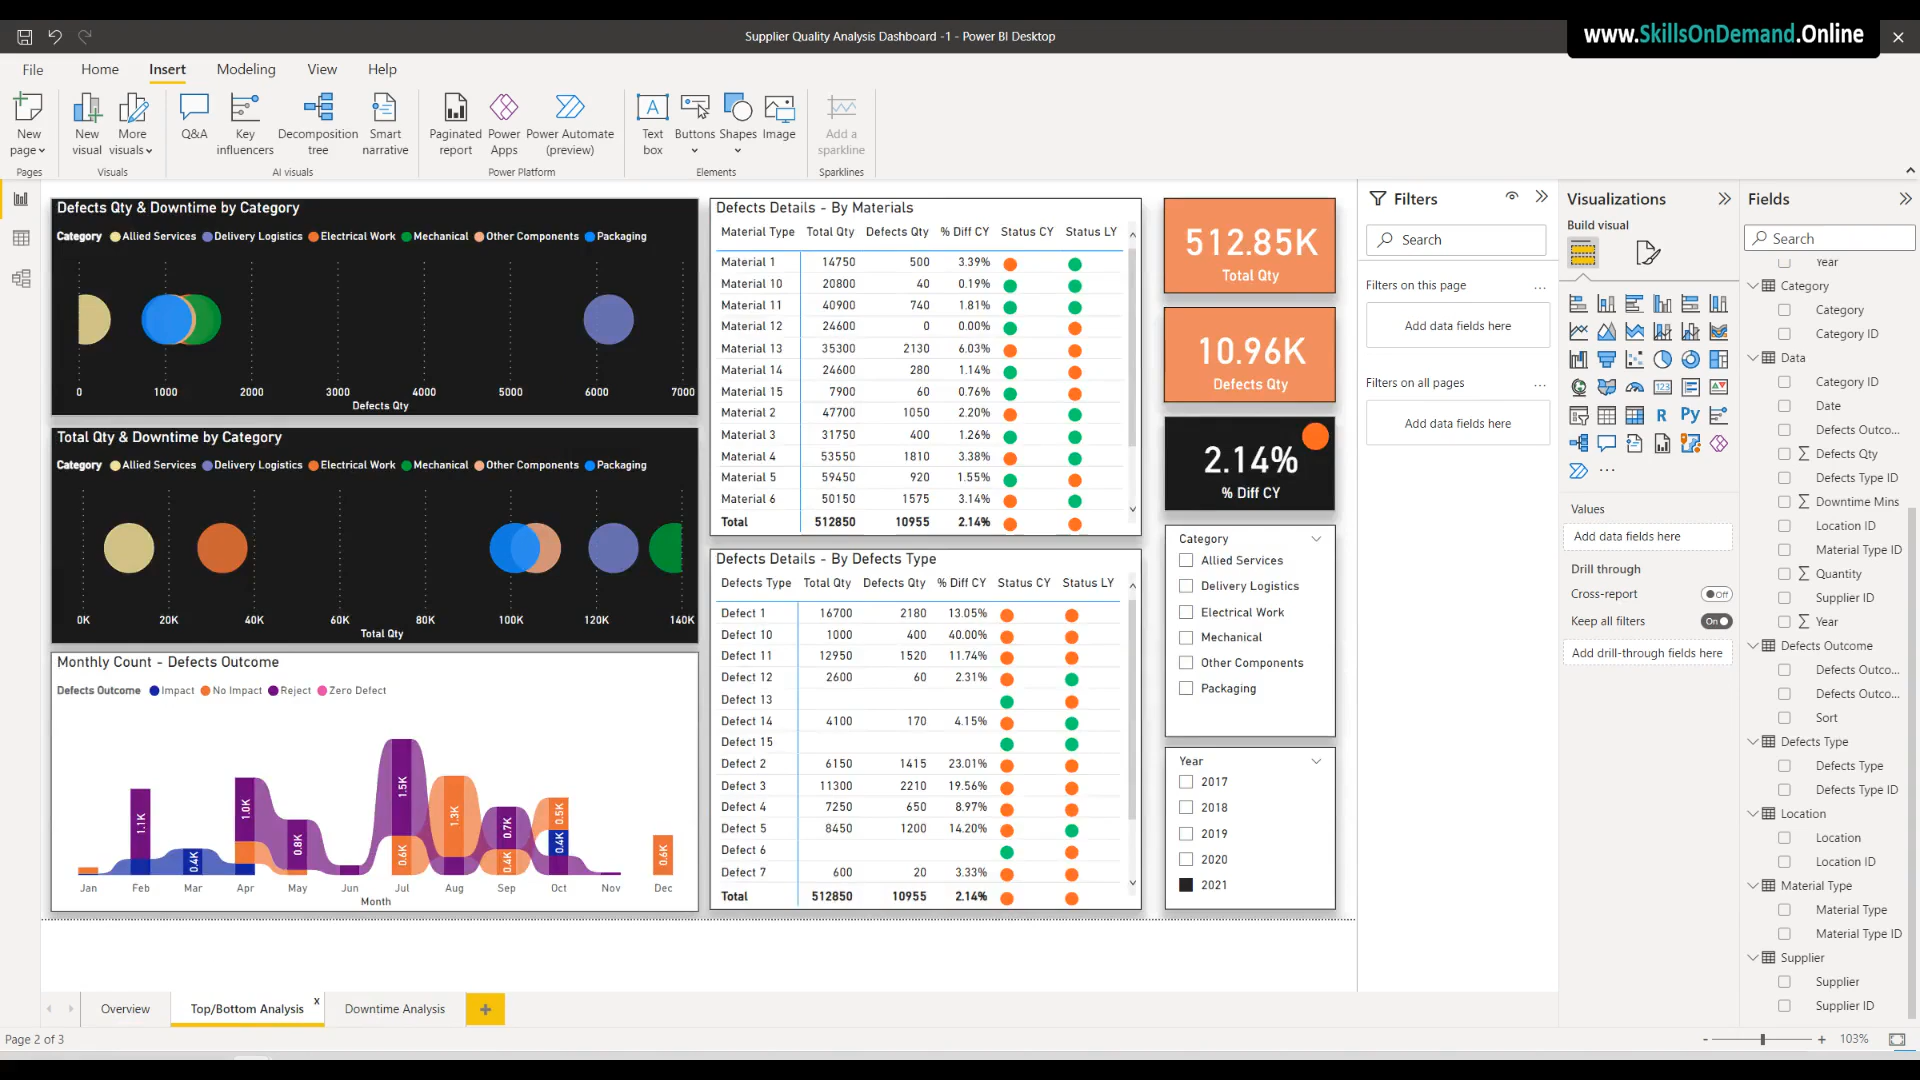 Supplier Quality Analysis Dashboard -1 - Power BI Desktop
www.SkillsOnDemand.Online
File Home Insert Modeling View Help
New page
New visual
More visuals
Q&A
Key influencers
Decomposition tree
Smart narrative
Paginated report
Power Apps
Power Automate (preview)
Text box
Buttons
Shapes
Image
Add a sparkline
Pages
Visuals
AI visuals
Power Platform
Elements
Sparklines
Defects Qty & Downtime by Category
Category Allied Services Delivery Logistics Electrical Work Mechanical Other Components Packaging
0 1000 2000 3000 4000 5000 6000 7000
Defects Qty
Total Qty & Downtime by Category
Category Allied Services Delivery Logistics Electrical Work Mechanical Other Components Packaging
0K 20K 40K 60K 80K 100K 120K 140K
Total Qty
Monthly Count - Defects Outcome
Defects Outcome Impact No Impact Reject Zero Defect
1.1K
0.4K
1.0K
0.8K
1.5K
0.6K
1.3K
0.7K
0.4K
0.5K
0.4K
0.6K
Jan Feb Mar Apr May Jun Jul Aug Sep Oct Nov Dec
Month
Defects Details - By Materials
Material Type Total Qty Defects Qty % Diff CY Status CY Status LY
Material 1 14750 500 3.39%
Material 10 20800 40 0.19%
Material 11 40900 740 1.81%
Material 12 24600 0 0.00%
Material 13 35300 2130 6.03%
Material 14 24600 280 1.14%
Material 15 7900 60 0.76%
Material 2 47700 1050 2.20%
Material 3 31750 400 1.26%
Material 4 53550 1810 3.38%
Material 5 59450 920 1.55%
Material 6 50150 1575 3.14%
Total 512850 10955 2.14%
Defects Details - By Defects Type
Defects Type Total Qty Defects Qty % Diff CY Status CY Status LY
Defect 1 16700 2180 13.05%
Defect 10 1000 400 40.00%
Defect 11 12950 1520 11.74%
Defect 12 2600 60 2.31%
Defect 13
Defect 14 4100 170 4.15%
Defect 15
Defect 2 6150 1415 23.01%
Defect 3 11300 2210 19.56%
Defect 4 7250 650 8.97%
Defect 5 8450 1200 14.20%
Defect 6
Defect 7 600 20 3.33%
Total 512850 10955 2.14%
512.85K
Total Qty
10.96K
Defects Qty
2.14%
% Diff CY
Category
Allied Services
Delivery Logistics
Electrical Work
Mechanical
Other Components
Packaging
Year
2017
2018
2019
2020
2021
Filters
Search
Filters on this page ...
Add data fields here
Filters on all pages ...
Add data fields here
Visualizations
Build visual
123
R
Py
...
Values
Add data fields here
Drill through
Cross-report Off
Keep all filters On
Add drill-through fields here
Fields
Search
Year
Category
Category
Category ID
Data
Category ID
Date
Defects Outco...
Defects Qty
Defects Type ID
Downtime Mins
Location ID
Material Type ID
Quantity
Supplier ID
Year
Defects Outcome
Defects Outco...
Defects Outco...
Sort
Defects Type
Defects Type
Defects Type ID
Location
Location
Location ID
Material Type
Material Type
Material Type ID
Supplier
Supplier
Supplier ID
Overview Top/Bottom Analysis x Downtime Analysis +
Page 2 of 3
- + 103%